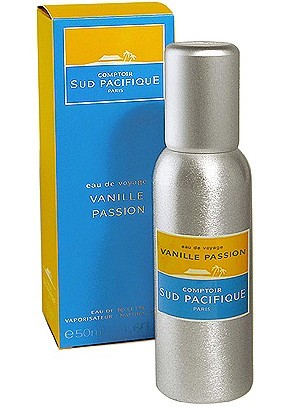 COMPTOIR
SUD PACIFIQUE
PARIS
eau de voyage
VANILLE
PASSION
EAU DE TOILETTE
VAPORISATEUR
e50m
eau de voyage
VANILLE PASSION
COMPTOIR
SUD PACIFIQUE
PARIS